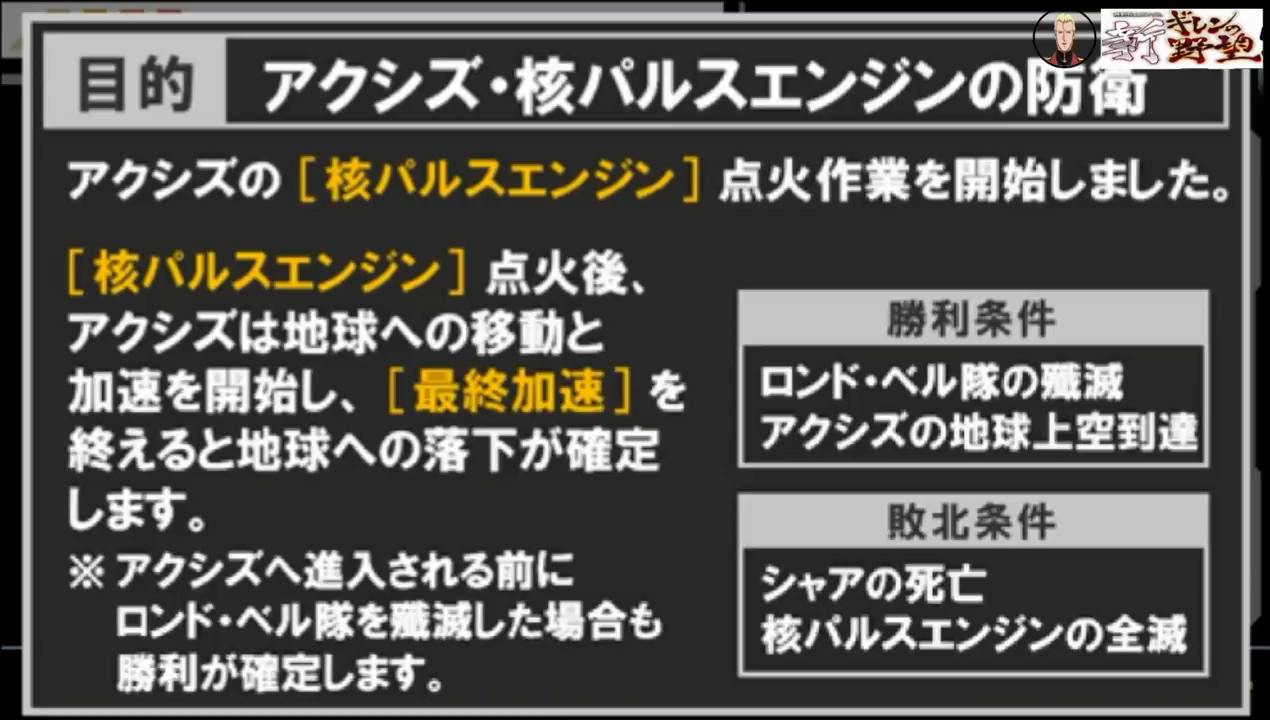 新ギレンの野望
目的
アクシズ・核パルスエンジンの防衛
アクシズの［核パルスエンジン］点火作業を開始しました。
［核パルスエンジン］点火後、
アクシズは地球への移動と
加速を開始し、［最終加速］を
終えると地球への落下が確定
します。
※アクシズへ進入される前に
ロンド・ベル隊を殲滅した場合も
勝利が確定します。
勝利条件
ロンド・ベル隊の殲滅
アクシズの地球上空到達
敗北条件
シャアの死亡
核パルスエンジンの全滅